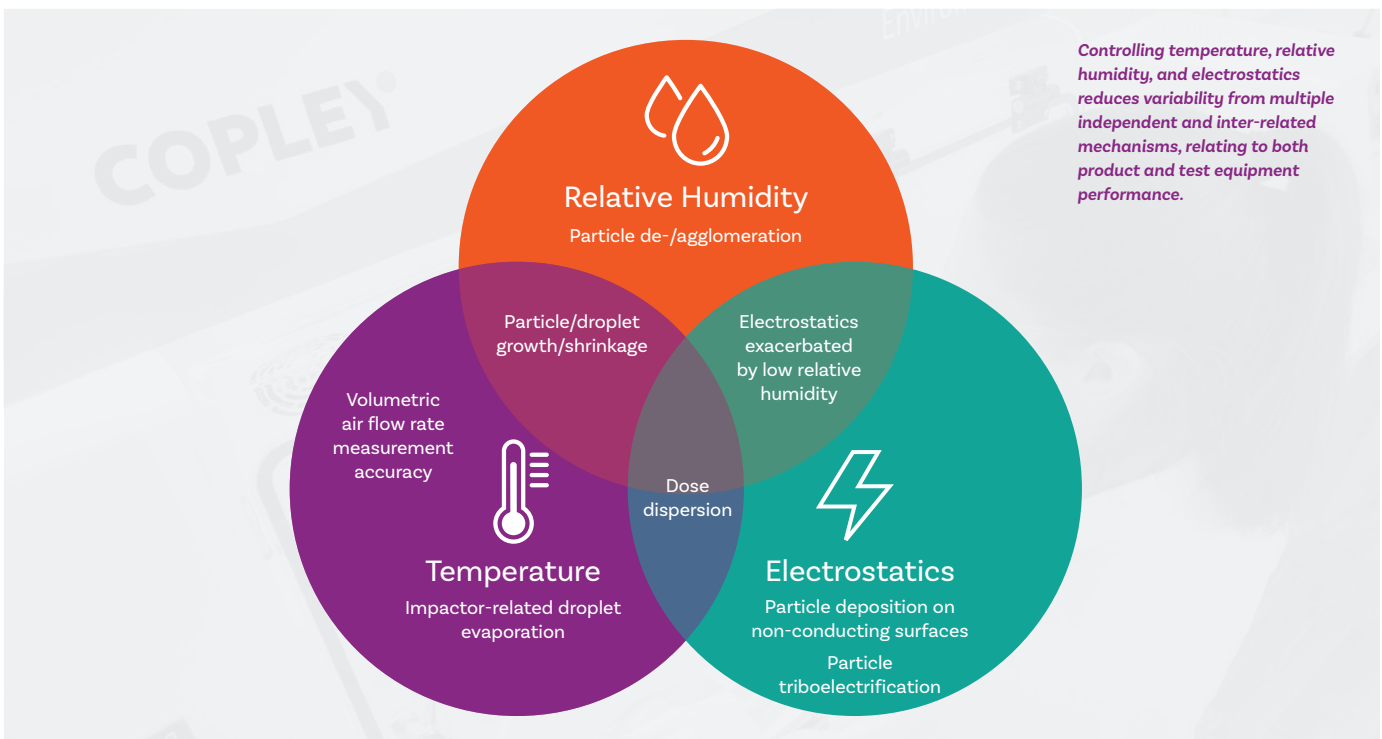 COPLEY
Controlling temperature, relative
humidity, and electrostatics
reduces variability from multiple
independent and inter-related
mechanisms, relating to both
product and test equipment
performance.
Relative Humidity
Particle de-/agglomeration
Particle/droplet
growth/shrinkage
Electrostatics
exacerbated
by low relative
humidity
Volumetric
air flow rate
measurement
accuracy
Dose
dispersion
Temperature
Impactor-related droplet
evaporation
Electrostatics
Particle deposition on
non-conducting surfaces
Particle
triboelectrification